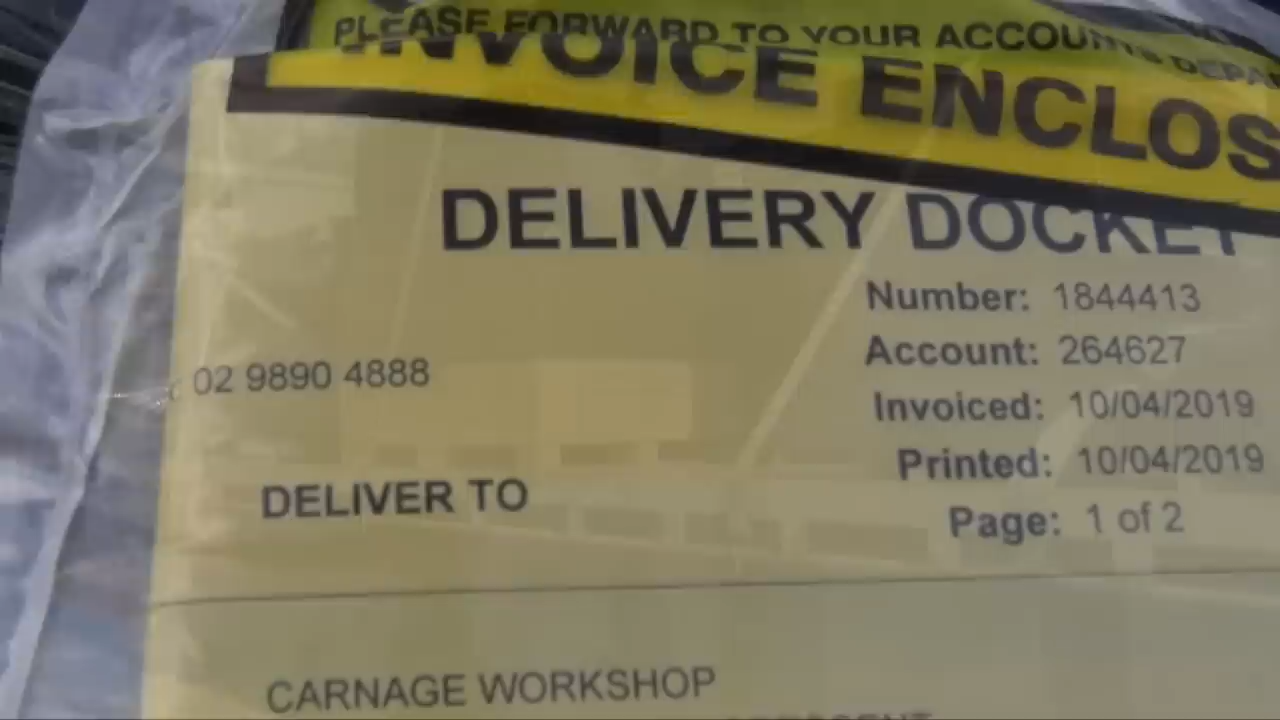 PLEASE FORWARD TO YOUR ACCOUNTS
INVOICE ENCLOS
DELIVERY DOCKET
Number: 1844413
Account: 264627
02 9890 4888
Invoiced: 10/04/2019
Printed: 10/04/2019
DELIVER TO
Page: 1 of 2
CARNAGE WORKSHOP